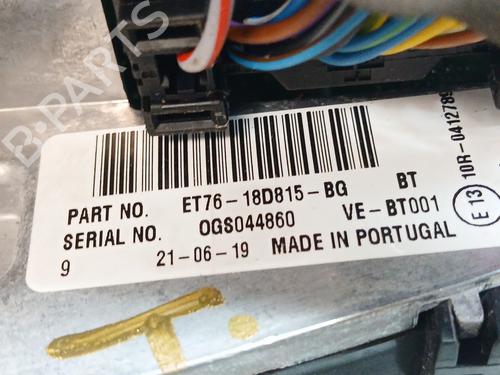 B-PARTS
PART NO. ET76-18D815-BG BT
SERIAL NO. OGS044860 VE-BT001
9 21-06-19 MADE IN PORTUGAL
E 13 10R-0412789
T.